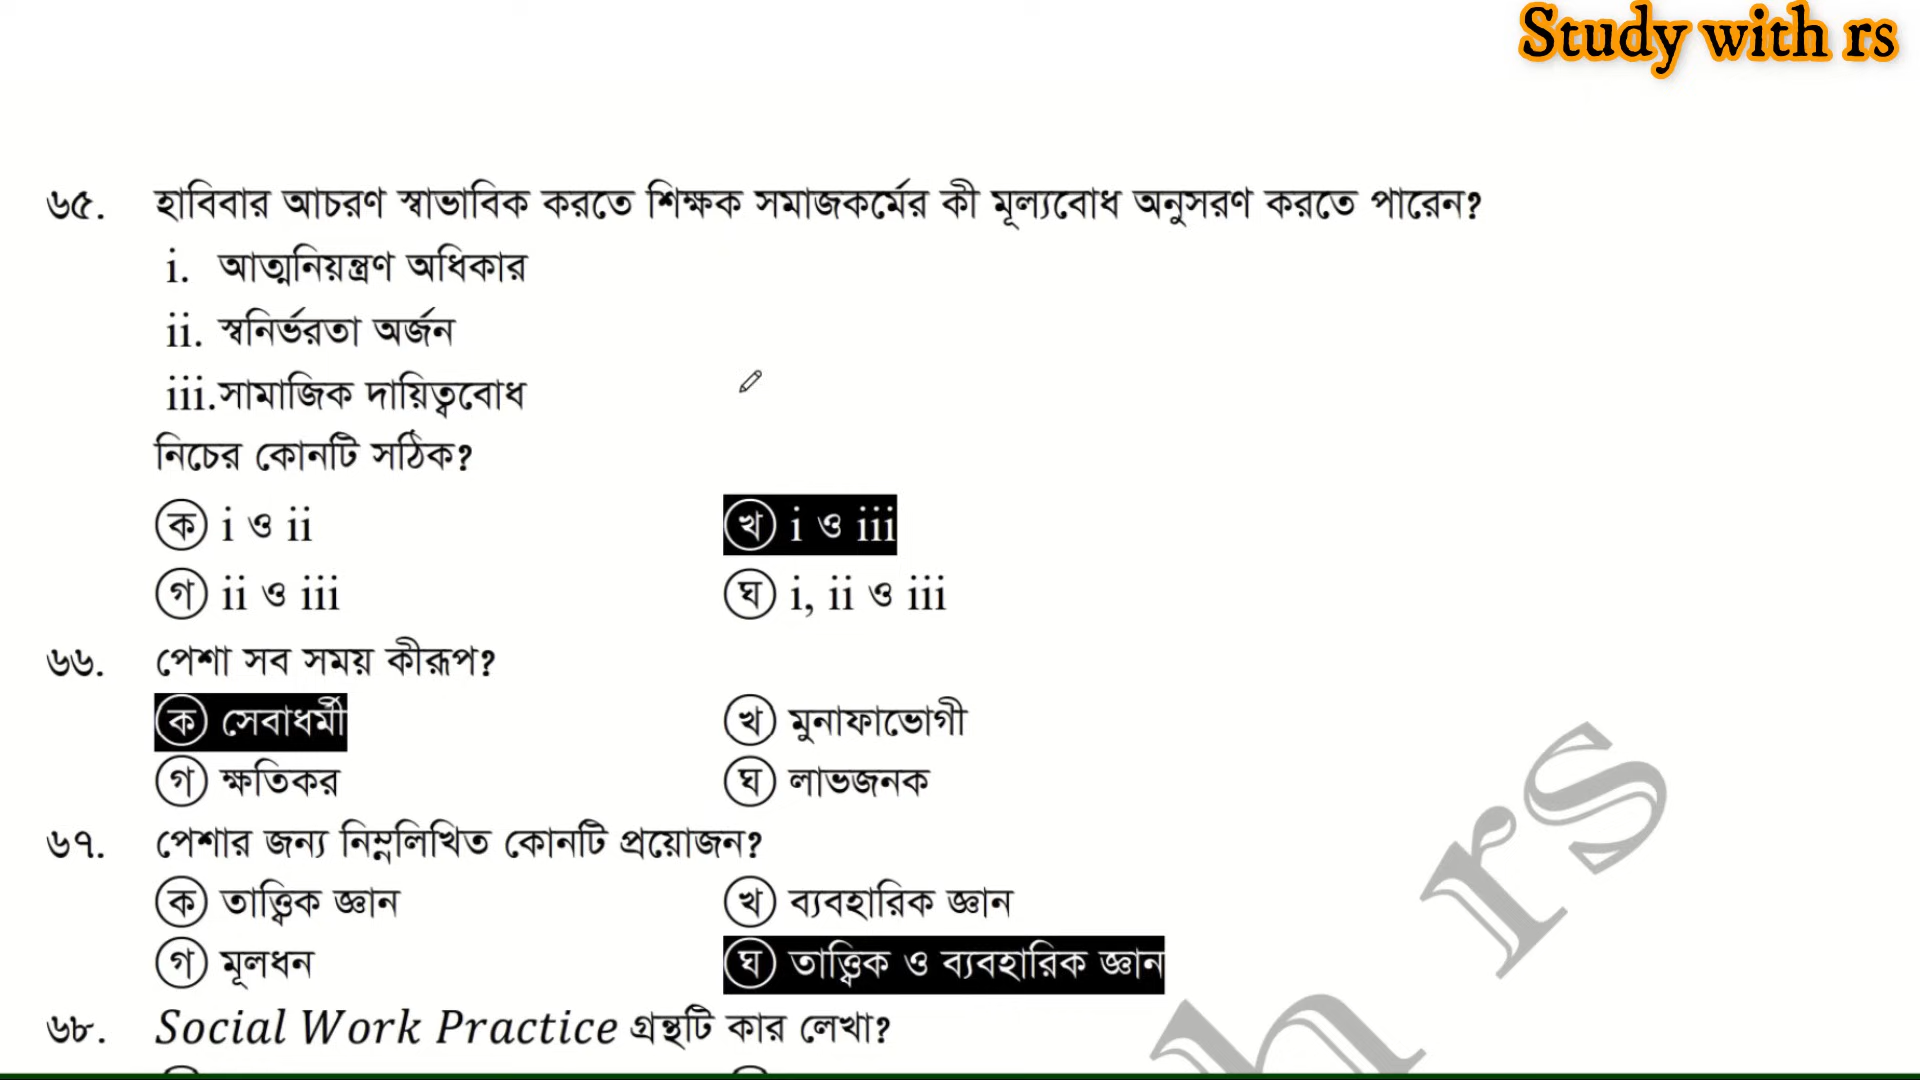 Study with rs
৬৫. হাবিবার আচরণ স্বাভাবিক করতে শিক্ষক সমাজকর্মের কী মূল্যবোধ অনুসরণ করতে পারেন?
i. আত্মনিয়ন্ত্রণ অধিকার
ii. স্বনির্ভরতা অর্জন
iii.সামাজিক দায়িত্ববোধ
নিচের কোনটি সঠিক?
ক i ও ii খ i ও iii
গ ii ও iii ঘ i, ii ও iii
৬৬. পেশা সব সময় কীরূপ?
ক সেবাধর্মী খ মুনাফাভোগী
গ ক্ষতিকর ঘ লাভজনক
৬৭. পেশার জন্য নিম্নলিখিত কোনটি প্রয়োজন?
ক তাত্ত্বিক জ্ঞান খ ব্যবহারিক জ্ঞান
গ মূলধন ঘ তাত্ত্বিক ও ব্যবহারিক জ্ঞান
৬৮. Social Work Practice গ্রন্থটি কার লেখা?
h rs